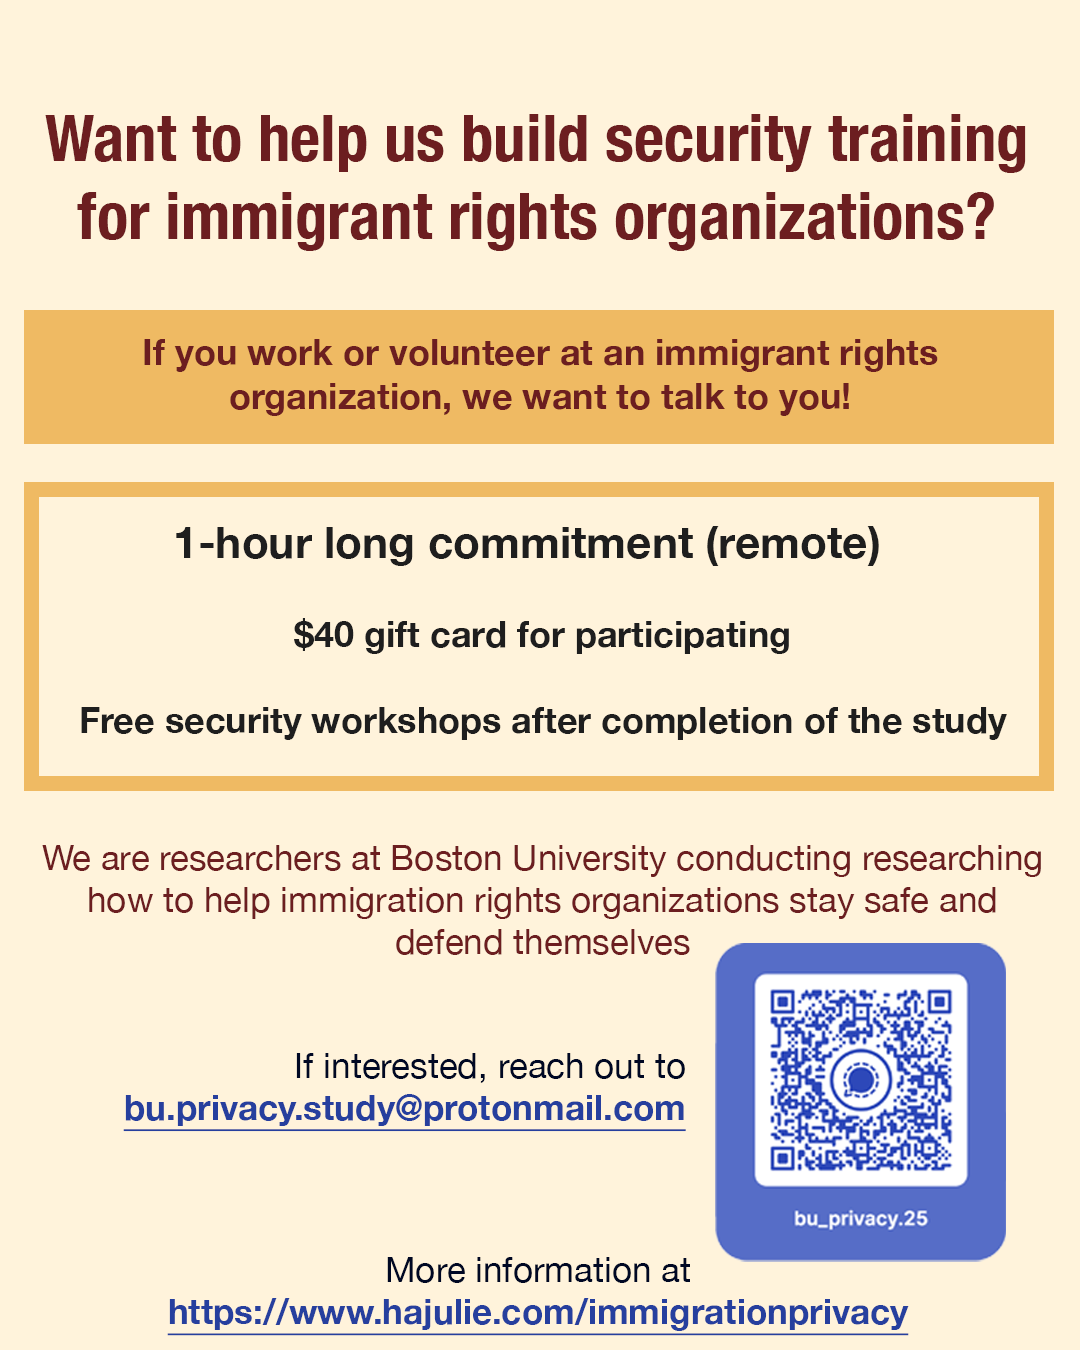 Want to help us build security training
for immigrant rights organizations?
If you work or volunteer at an immigrant rights
organization, we want to talk to you!
1-hour long commitment (remote)
$40 gift card for participating
Free security workshops after completion of the study
We are researchers at Boston University conducting researching
how to help immigration rights organizations stay safe and
defend themselves
If interested, reach out to
bu.privacy.study@protonmail.com
bu_privacy.25
More information at
https://www.hajulie.com/immigrationprivacy